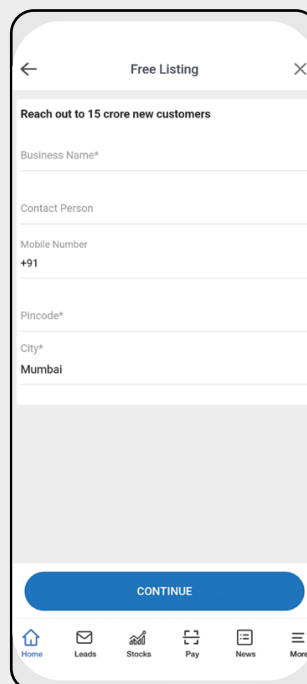 Free Listing
Reach out to 15 crore new customers
Business Name*
Contact Person
Mobile Number
+91
Pincode*
City*
Mumbai
CONTINUE
Home Leads Stocks Pay News More